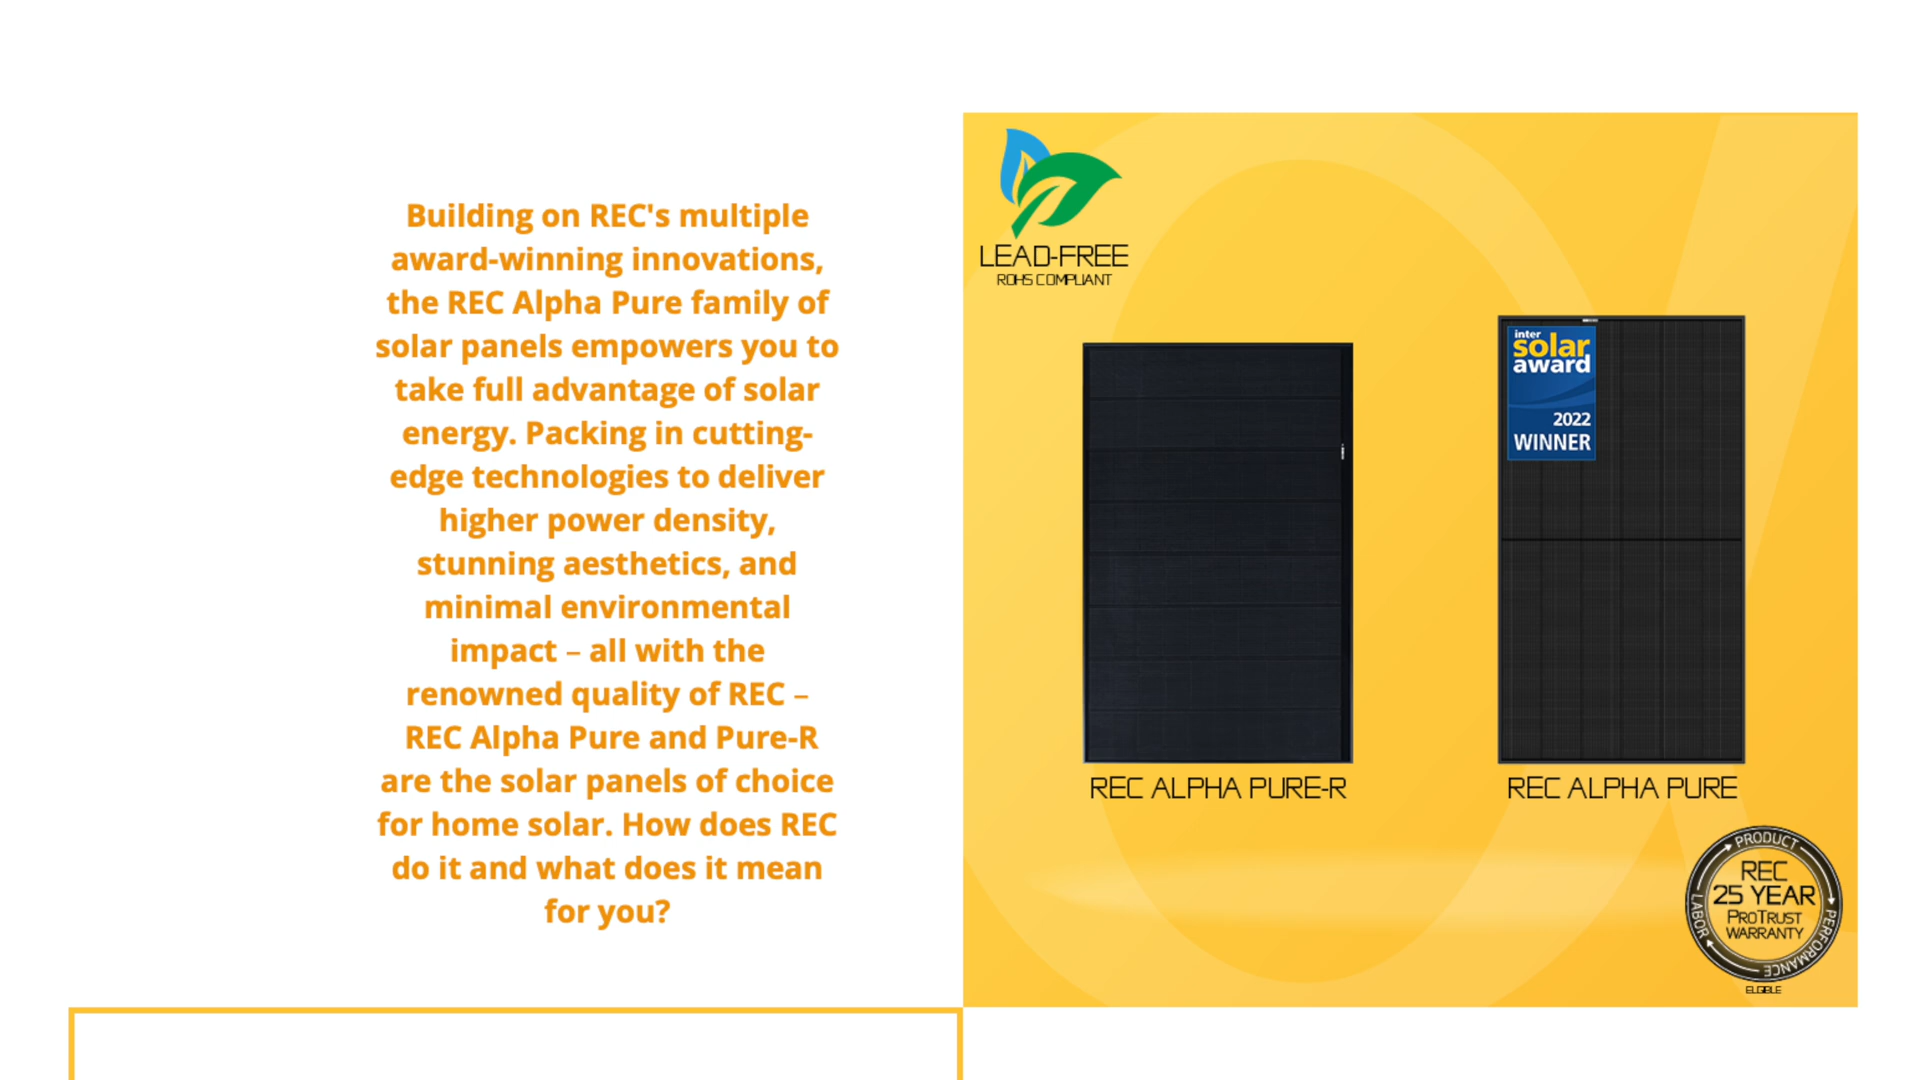 Building on REC's multiple
award-winning innovations,
the REC Alpha Pure family of
solar panels empowers you to
take full advantage of solar
energy. Packing in cutting-
edge technologies to deliver
higher power density,
stunning aesthetics, and
minimal environmental
impact – all with the
renowned quality of REC –
REC Alpha Pure and Pure-R
are the solar panels of choice
for home solar. How does REC
do it and what does it mean
for you?
LEAD-FREE
ROHS COMPLIANT
inter
solar
award
2022
WINNER
REC ALPHA PURE-R
REC ALPHA PURE
PRODUCT
PERFORMANCE
LABOR
REC
25 YEAR
PROTRUST
WARRANTY
ELIGIBLE